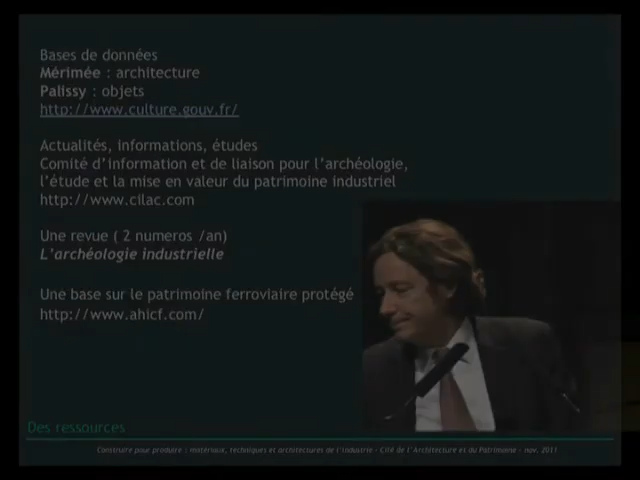 Bases de données
Mérimée : architecture
Palissy : objets
http://www.culture.gouv.fr/
Actualités, informations, études
Comité d'information et de liaison pour l'archéologie,
l'étude et la mise en valeur du patrimoine industriel
http://www.cilac.com
Une revue ( 2 numeros /an)
L'archéologie industrielle
Une base sur le patrimoine ferroviaire protégé
http://www.ahicf.com/
Des ressources
Construire pour produire : matériaux, techniques et architectures de l'industrie - Cité de l'Architecture et du Patrimoine - nov. 2011